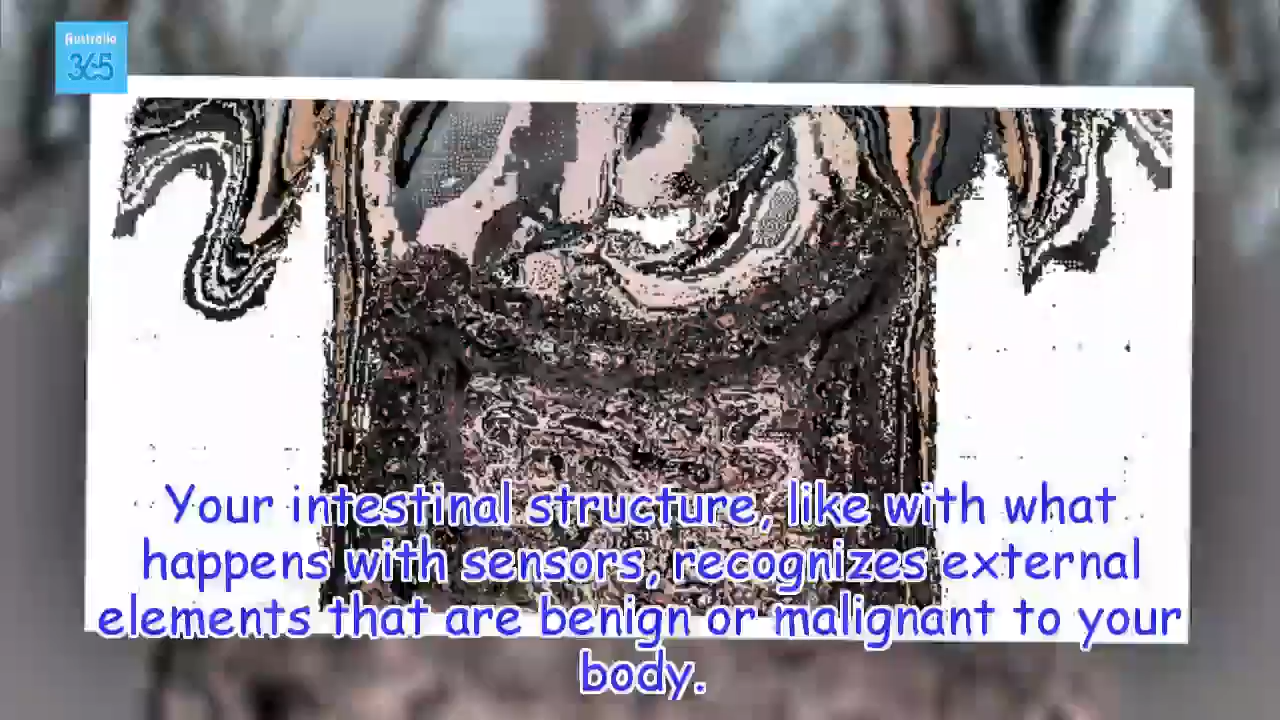 Australia
365
Your intestinal structure, like with what
happens with sensors, recognizes external
elements that are benign or malignant to your
body.